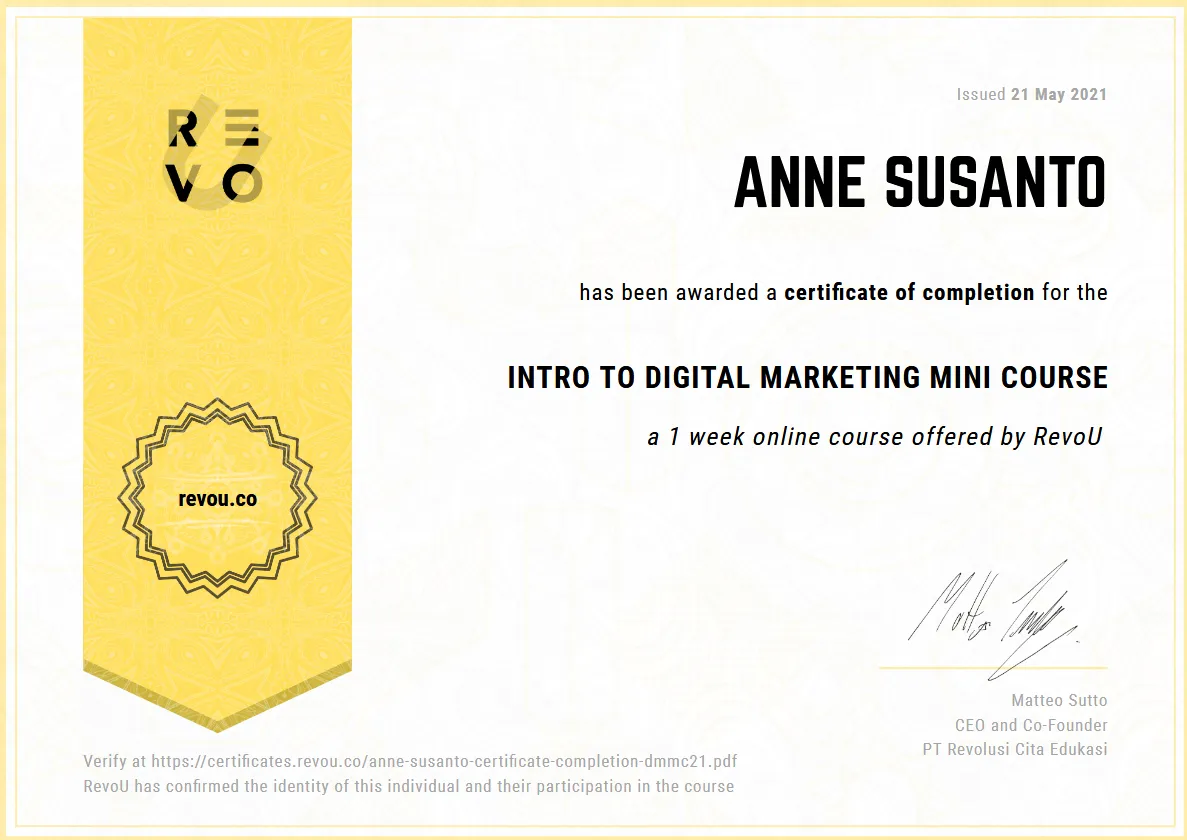 RE
VO
revou.co
Issued 21 May 2021
ANNE SUSANTO
has been awarded a certificate of completion for the
INTRO TO DIGITAL MARKETING MINI COURSE
a 1 week online course offered by RevoU
Matteo Sutto
CEO and Co-Founder
PT Revolusi Cita Edukasi
Verify at https://certificates.revou.co/anne-susanto-certificate-completion-dmmc21.pdf
RevoU has confirmed the identity of this individual and their participation in the course